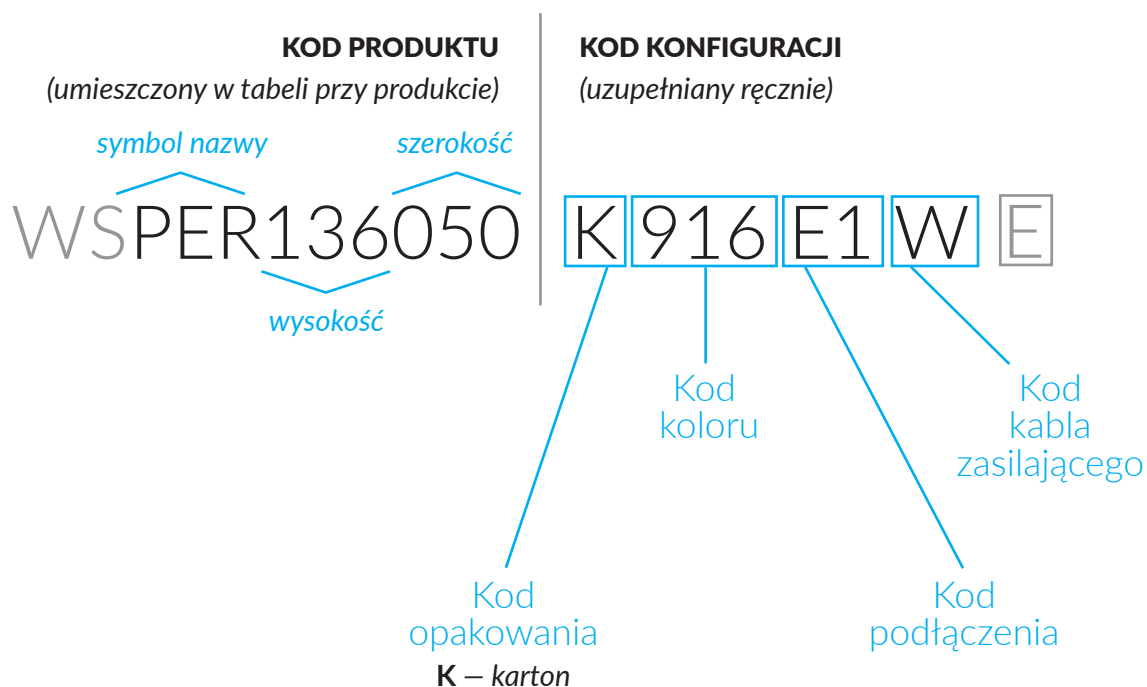 KOD PRODUKTU
(umieszczony w tabeli przy produkcie)
KOD KONFIGURACJI
(uzupełniany ręcznie)
symbol nazwy
szerokość
WSPER136050 K 916 E1 W E
wysokość
Kod
koloru
Kod
kabla
zasilającego
Kod
opakowania
K – karton
Kod
podłączenia